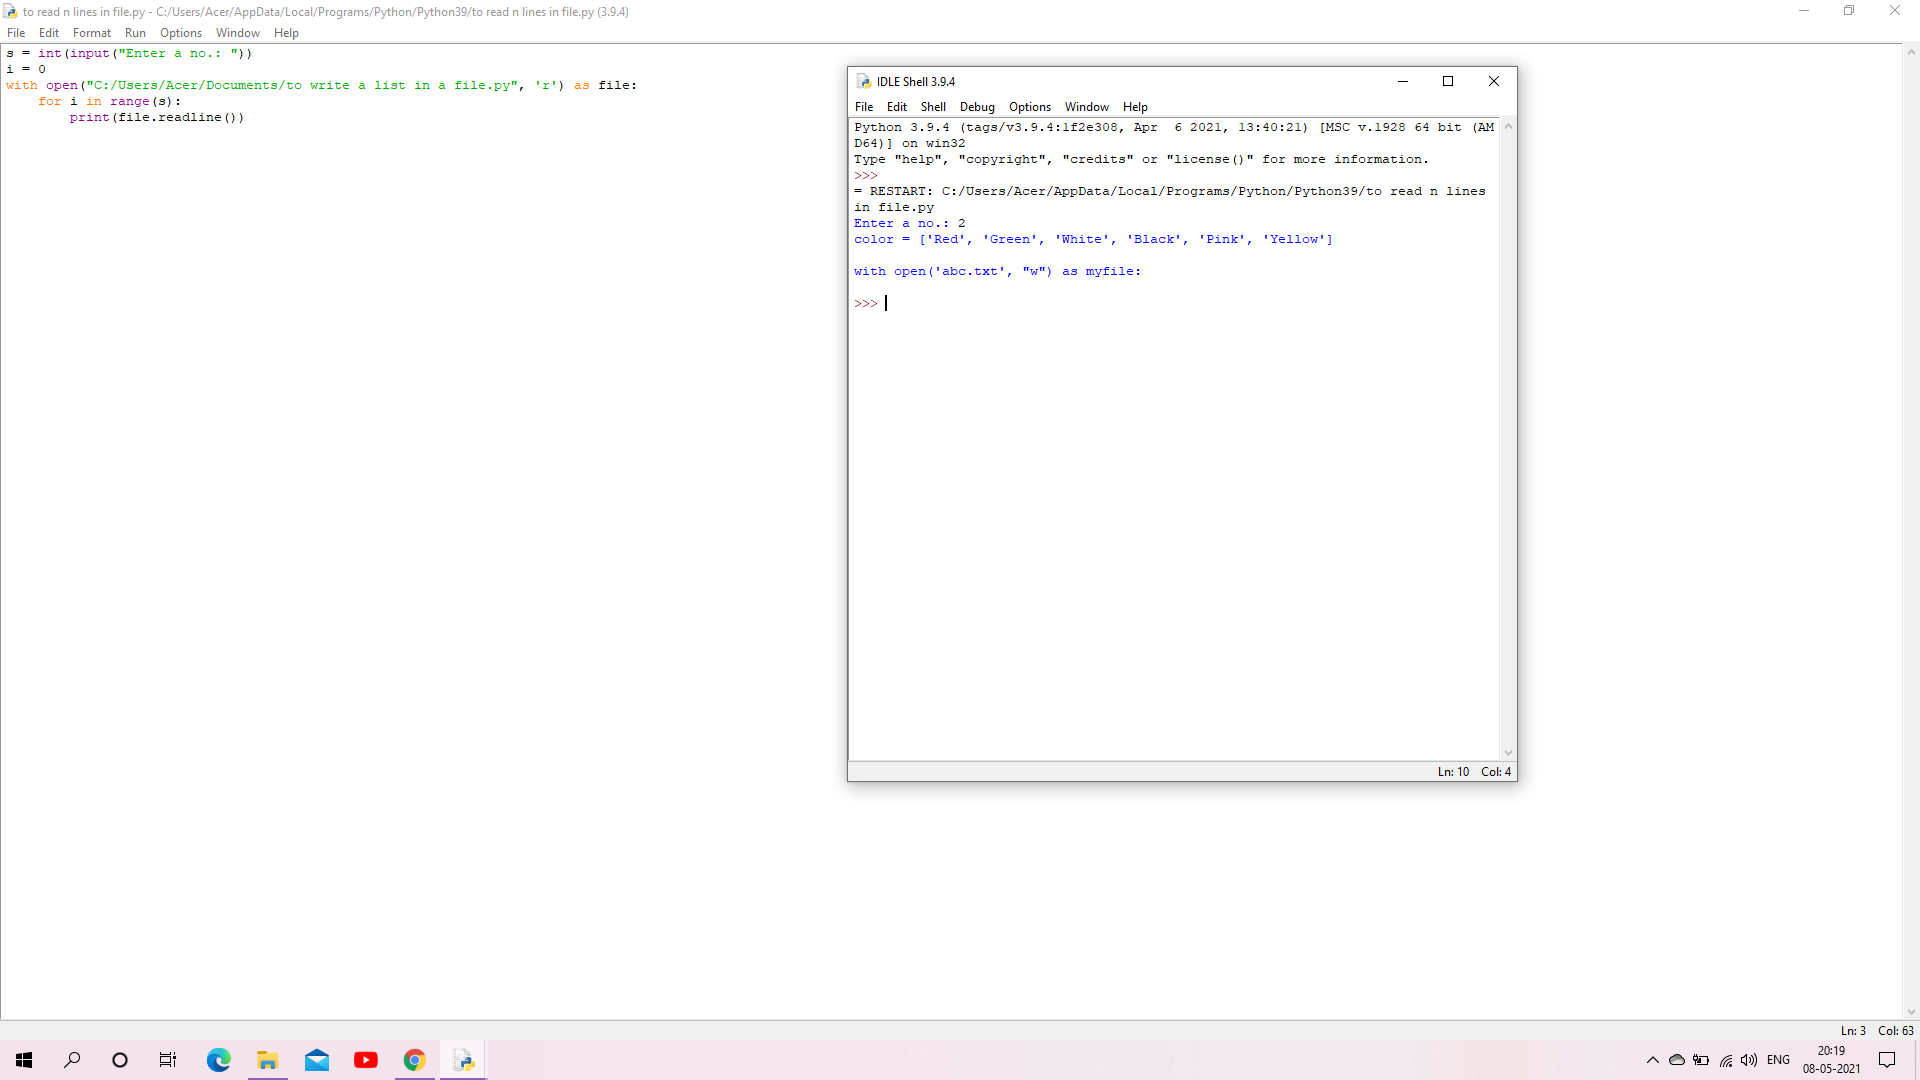 to read n lines in file.py - C:/Users/Acer/AppData/Local/Programs/Python/Python39/to read n lines in file.py (3.9.4)
File Edit Format Run Options Window Help
s = int(input("Enter a no.: "))
i = 0
with open("C:/Users/Acer/Documents/to write a list in a file.py", 'r') as file:
    for i in range(s):
        print(file.readline())
IDLE Shell 3.9.4
File Edit Shell Debug Options Window Help
Python 3.9.4 (tags/v3.9.4:1f2e308, Apr  6 2021, 13:40:21) [MSC v.1928 64 bit (AM
D64)] on win32
Type "help", "copyright", "credits" or "license()" for more information.
>>>
= RESTART: C:/Users/Acer/AppData/Local/Programs/Python/Python39/to read n lines
in file.py
Enter a no.: 2
color = ['Red', 'Green', 'White', 'Black', 'Pink', 'Yellow']
with open('abc.txt', "w") as myfile:
>>>
Ln: 10 Col: 4
Ln: 3 Col: 63
ENG
20:19
08-05-2021